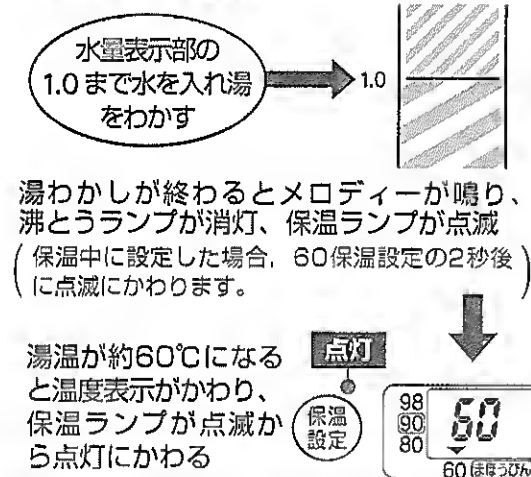 水量表示部の
1.0まで水を入れ湯
をわかす
1.0
湯わかしが終わるとメロディーが鳴り、
沸とうランプが消灯、保温ランプが点滅
(保温中に設定した場合、60保温設定の2秒後
に点滅にかわります。)
湯温が約60℃になる
と温度表示がかわり、
保温ランプが点滅か
ら点灯にかわる
点灯
保温
設定
98
90
80
60
60 まほうびん